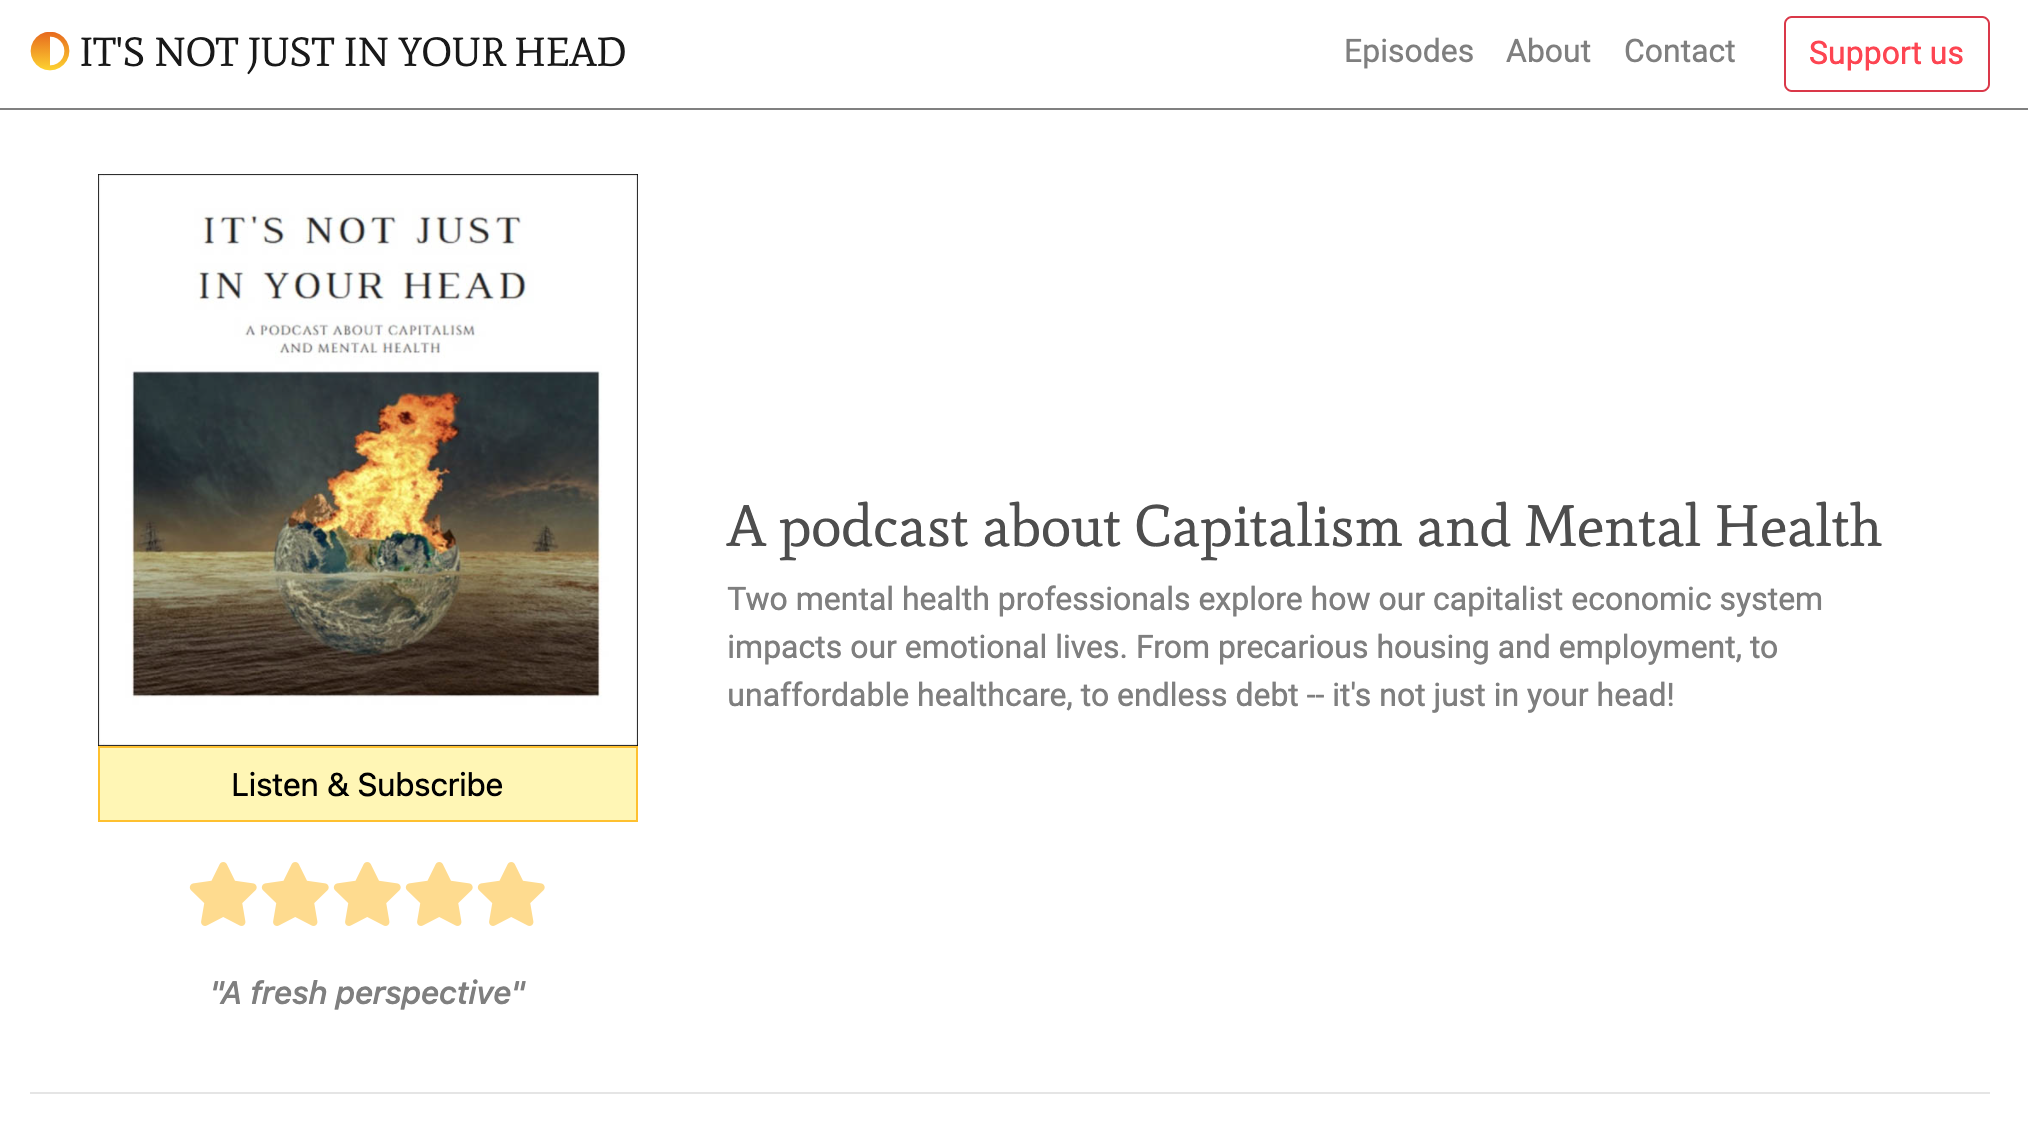 IT'S NOT JUST IN YOUR HEAD
Episodes About Contact Support us
IT'S NOT JUST
IN YOUR HEAD
A PODCAST ABOUT CAPITALISM
AND MENTAL HEALTH
Listen & Subscribe
"A fresh perspective"
A podcast about Capitalism and Mental Health
Two mental health professionals explore how our capitalist economic system
impacts our emotional lives. From precarious housing and employment, to
unaffordable healthcare, to endless debt -- it's not just in your head!